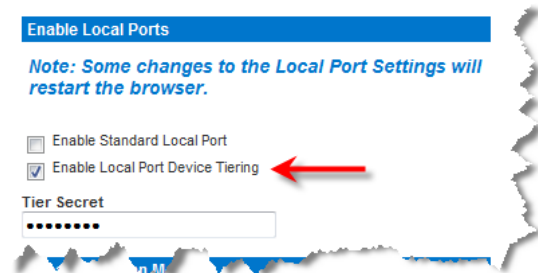 Enable Local Ports
Note: Some changes to the Local Port Settings will
restart the browser.
Enable Standard Local Port
Enable Local Port Device Tiering
Tier Secret
••••••••